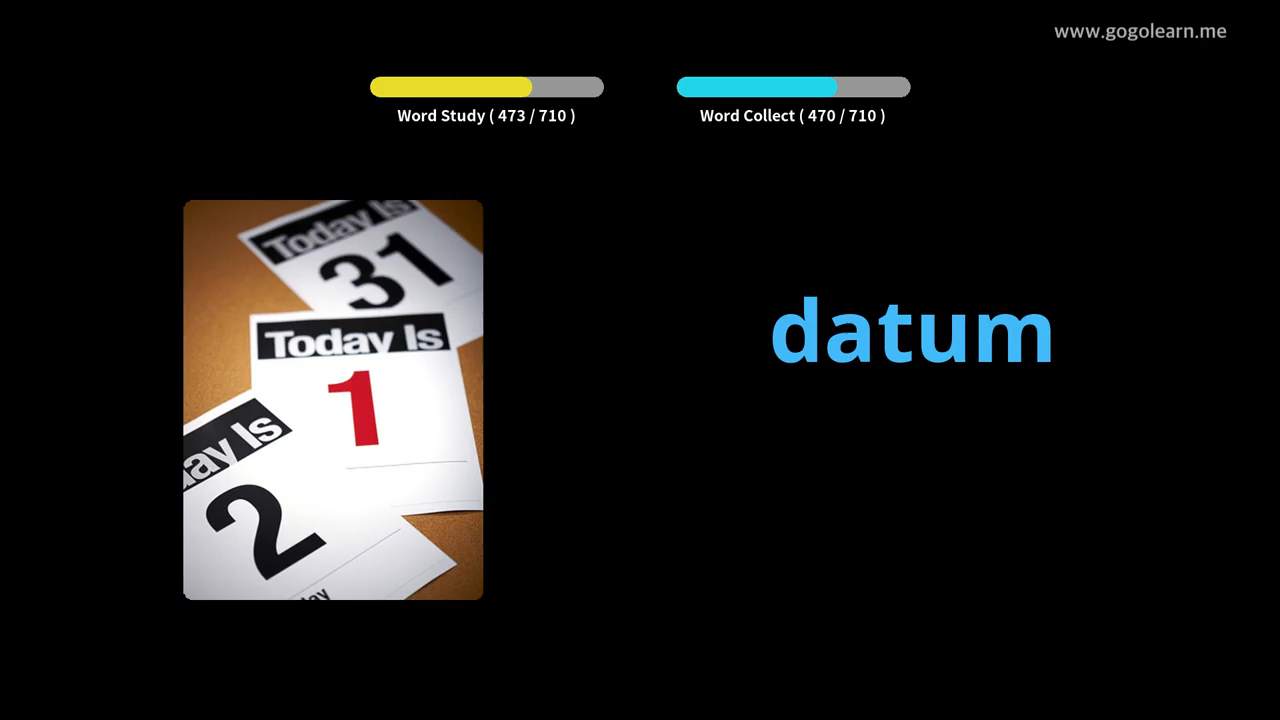 www.gogolearn.me
Word Study ( 473 / 710 )
Word Collect ( 470 / 710 )
Today Is
31
Today Is
1
datum
ay Is
2
day